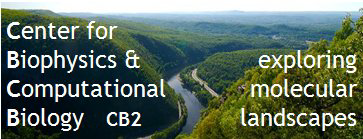 Center for
Biophysics & exploring
Computational molecular
Biology CB2 landscapes